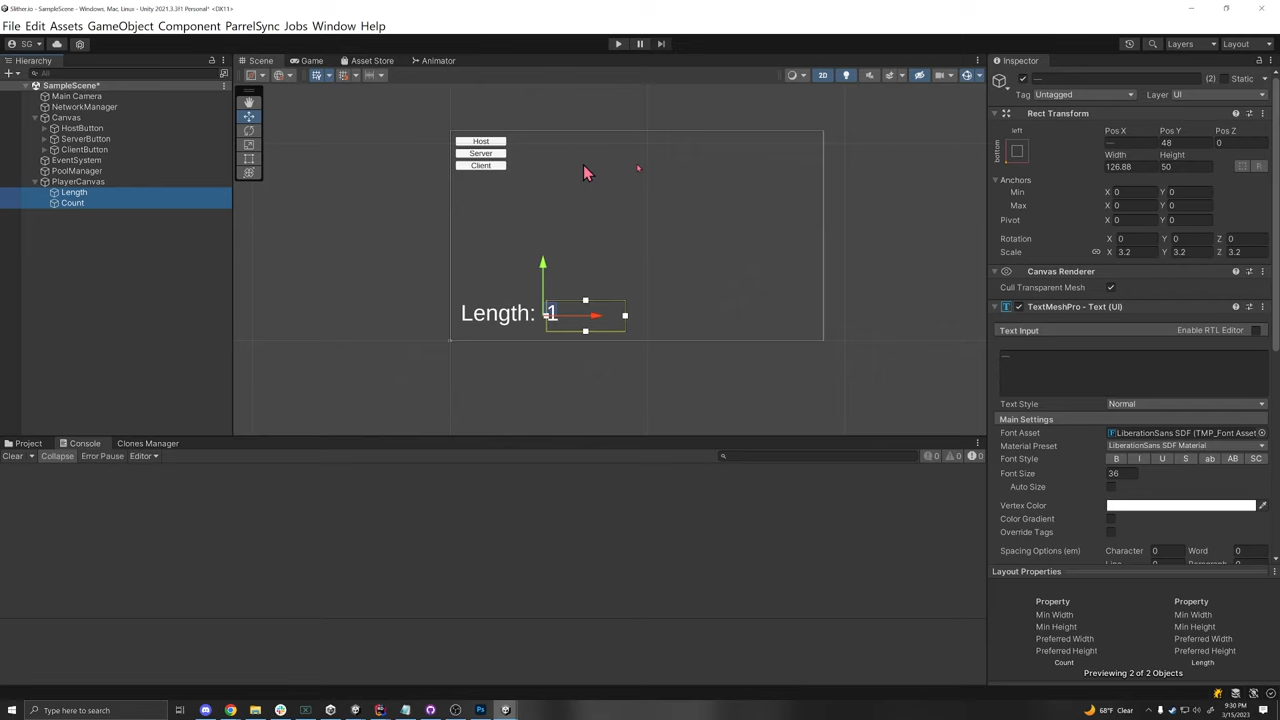 Slither.io - SampleScene - Windows, Mac, Linux - Unity 2021.3.3f1 Personal* <DX11>
File Edit Assets GameObject Component ParrelSync Jobs Window Help
SG
Layers
Layout
Hierarchy
All
SampleScene*
Main Camera
NetworkManager
Canvas
HostButton
ServerButton
ClientButton
EventSystem
PoolManager
PlayerCanvas
Length
Count
Scene
Game
Asset Store
Animator
2D
Host
Server
Client
Length: 1
Inspector
—
(2)
Static
Tag Untagged
Layer UI
Rect Transform
left
bottom
Pos X Pos Y Pos Z
— 48 0
Width Height
126.88 50
R
Anchors
Min X 0 Y 0
Max X 0 Y 0
Pivot X 0 Y 0
Rotation X 0 Y 0 Z 0
Scale X 3.2 Y 3.2 Z 3.2
Canvas Renderer
Cull Transparent Mesh
TextMeshPro - Text (UI)
Text Input
Enable RTL Editor
—
Text Style Normal
Main Settings
Font Asset LiberationSans SDF (TMP_Font Asset
Material Preset LiberationSans SDF Material
Font Style B I U S ab AB SC
Font Size 36
Auto Size
Vertex Color
Color Gradient
Override Tags
Spacing Options (em) Character 0 Word 0
Line
Layout Properties
Property Property
Min Width Min Width
Min Height Min Height
Preferred Width Preferred Width
Preferred Height Preferred Height
Count Length
Previewing 2 of 2 Objects
Project
Console
Clones Manager
Clear
Collapse
Error Pause
Editor
0
0
0
Type here to search
68°F Clear
9:30 PM
3/15/2023